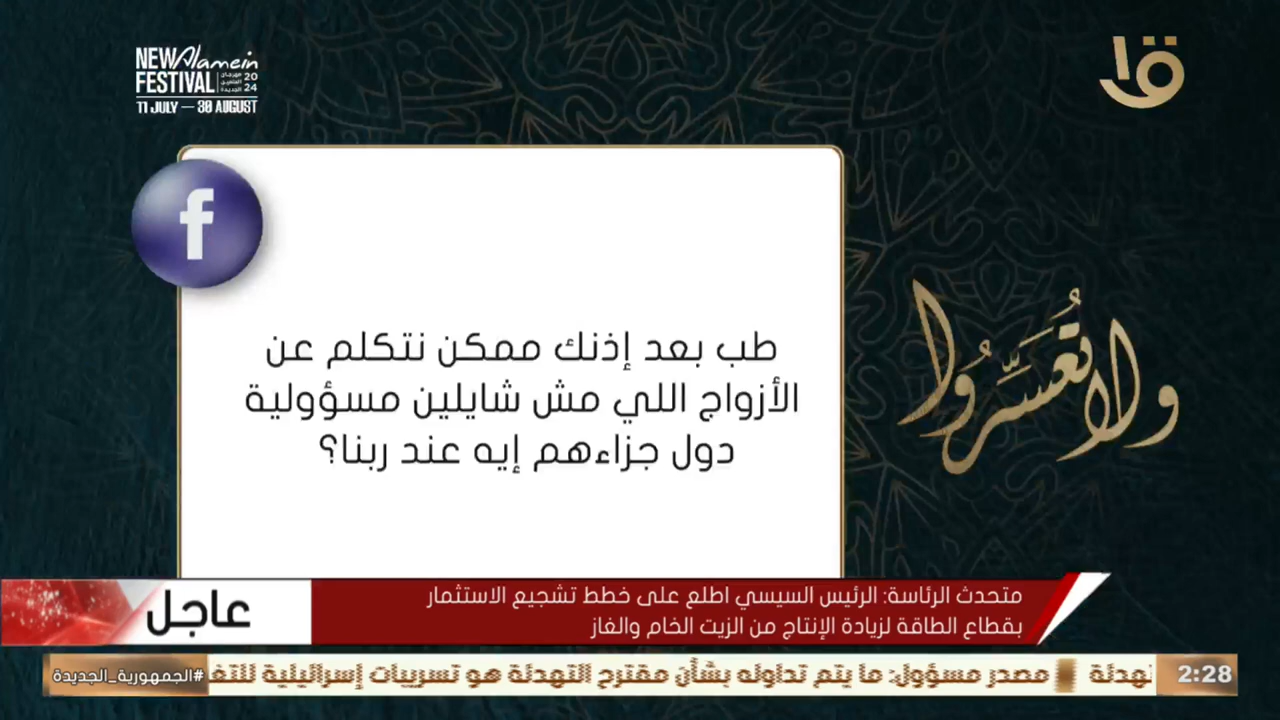 NEW Alamein
FESTIVAL
مهرجان
العلمين
الجديدة
20
24
11 JULY — 30 AUGUST
ولا تُعَسِّرُوا
طب بعد إذنك ممكن نتكلم عن
الأزواج اللي مش شايلين مسؤولية
دول جزاءهم إيه عند ربنا؟
عاجل
متحدث الرئاسة: الرئيس السيسي اطلع على خطط تشجيع الاستثمار
بقطاع الطاقة لزيادة الإنتاج من الزيت الخام والغاز
2:28
مصدر مسؤول: ما يتم تداوله بشأن مقترح التهدئة هو تسريبات إسرائيلية
#الجمهورية_الجديدة